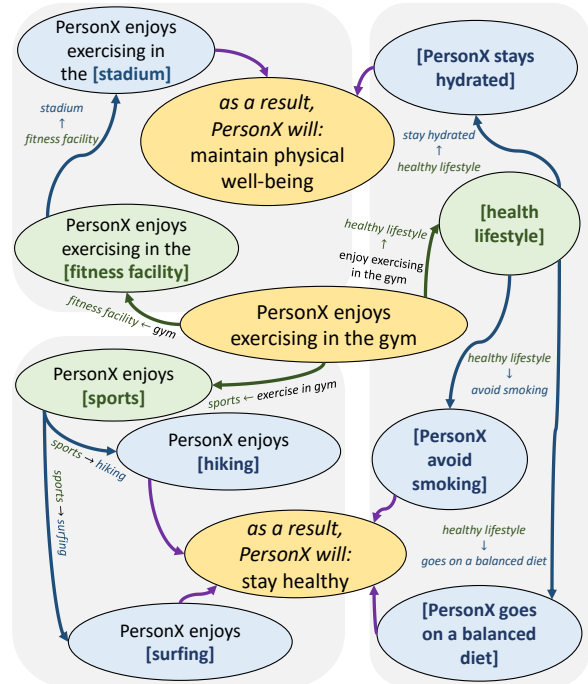 PersonX enjoys
exercising in
the [stadium]
[PersonX stays
hydrated]
as a result,
PersonX will:
maintain physical
well-being
stadium
↑
fitness facility
stay hydrated
↑
healthy lifestyle
[health
lifestyle]
PersonX enjoys
exercising in the
[fitness facility]
healthy lifestyle
↑
enjoy exercising
in the gym
fitness facility ← gym
PersonX enjoys
exercising in the gym
PersonX enjoys
[sports]
sports ← exercise in gym
healthy lifestyle
↓
avoid smoking
sports → hiking
PersonX enjoys
[hiking]
[PersonX
avoid
smoking]
sports → surfing
as a result,
PersonX will:
stay healthy
healthy lifestyle
↓
goes on a balanced diet
PersonX enjoys
[surfing]
[PersonX goes
on a balanced
diet]